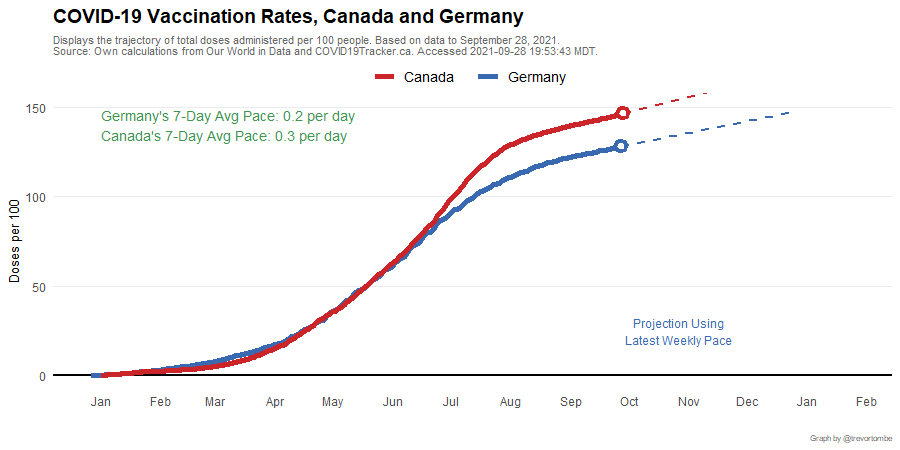 COVID-19 Vaccination Rates, Canada and Germany
Displays the trajectory of total doses administered per 100 people. Based on data to September 28, 2021.
Source: Own calculations from Our World in Data and COVID19Tracker.ca. Accessed 2021-09-28 19:53:43 MDT.
Canada Germany
Germany's 7-Day Avg Pace: 0.2 per day
Canada's 7-Day Avg Pace: 0.3 per day
150
100
50
0
Doses per 100
Projection Using
Latest Weekly Pace
Jan Feb Mar Apr May Jun Jul Aug Sep Oct Nov Dec Jan Feb
Graph by @trevortombe